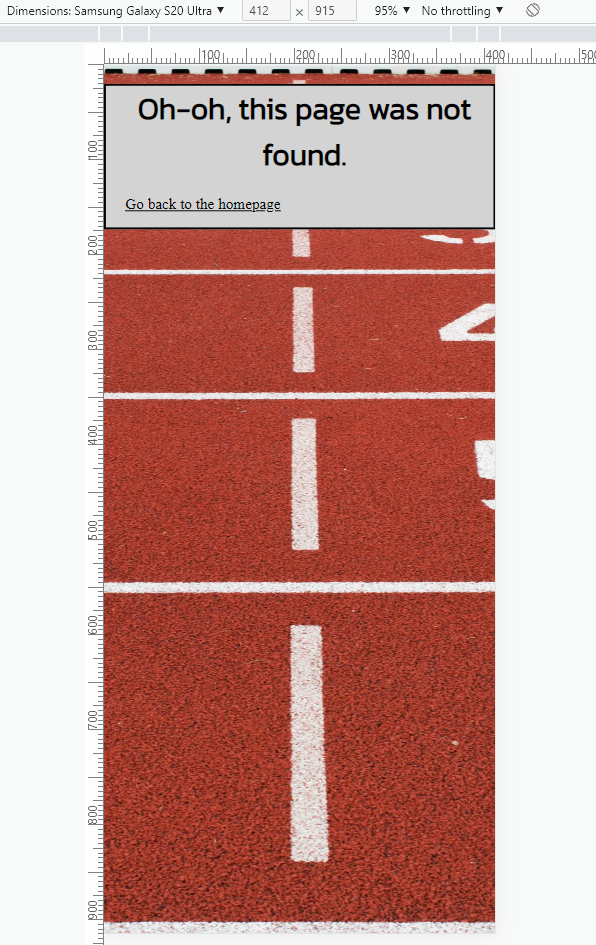 Dimensions: Samsung Galaxy S20 Ultra ▼ 412 × 915 95% ▼ No throttling ▼
100 200 300 400 500
Oh-oh, this page was not
found.
Go back to the homepage
100
200
300
4
400
500
600
700
800
900